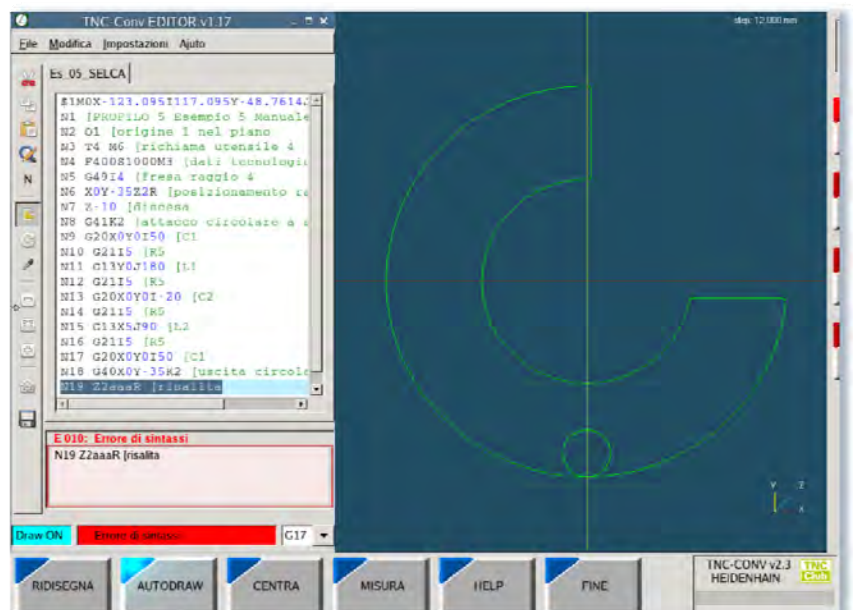 TNC-Conv EDITOR v1.17
step: 12,000 mm
File Modifica Impostazioni Ajuto
Es_05_SELCA
$1M0X-123.095I117.095Y-48.7614J
N1 [PROFILO 5 Esempio 5 Manuale
N2 O1 [origine 1 nel piano
N3 T4 M6 [richiama utensile 4
N4 F400S1000M3 [dati tecnologic
N5 G49I4 [fresa raggio 4
N6 X0Y-35Z2R [posizionamento ra
N7 Z-10 [discesa
N8 G41K2 [attacco circolare a s
N9 G20X0Y0I50 [C1
N10 G21I5 [R5
N11 G13Y0J180 [L1
N12 G21I5 [R5
N13 G20X0Y0I-20 [C2
N14 G21I5 [R5
N15 G13X5J90 [L2
N16 G21I5 [R5
N17 G20X0Y0I50 [C1
N18 G40X0Y-35K2 [uscita circola
N19 Z2aaaR [risalita
N
E 010: Errore di sintassi
N19 Z2aaaR [risalita
Y Z
X
Draw ON Errore di sintassi G17
RIDISEGNA AUTODRAW CENTRA MISURA HELP FINE
TNC-CONV v2.3 TNC Club
HEIDENHAIN